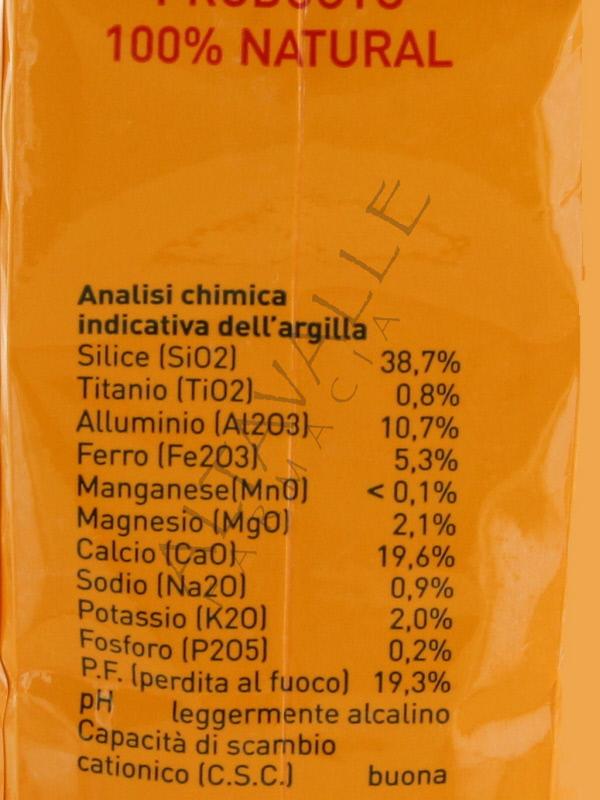 PRODOTTO
100% NATURAL
Analisi chimica
indicativa dell'argilla
Silice (SiO2) 38,7%
Titanio (TiO2) 0,8%
Alluminio (Al2O3) 10,7%
Ferro (Fe2O3) 5,3%
Manganese(MnO) < 0,1%
Magnesio (MgO) 2,1%
Calcio (CaO) 19,6%
Sodio (Na2O) 0,9%
Potassio (K2O) 2,0%
Fosforo (P2O5) 0,2%
P.F. (perdita al fuoco) 19,3%
pH leggermente alcalino
Capacità di scambio
cationico (C.S.C.) buona
ALTAVALLE
FARMACIA